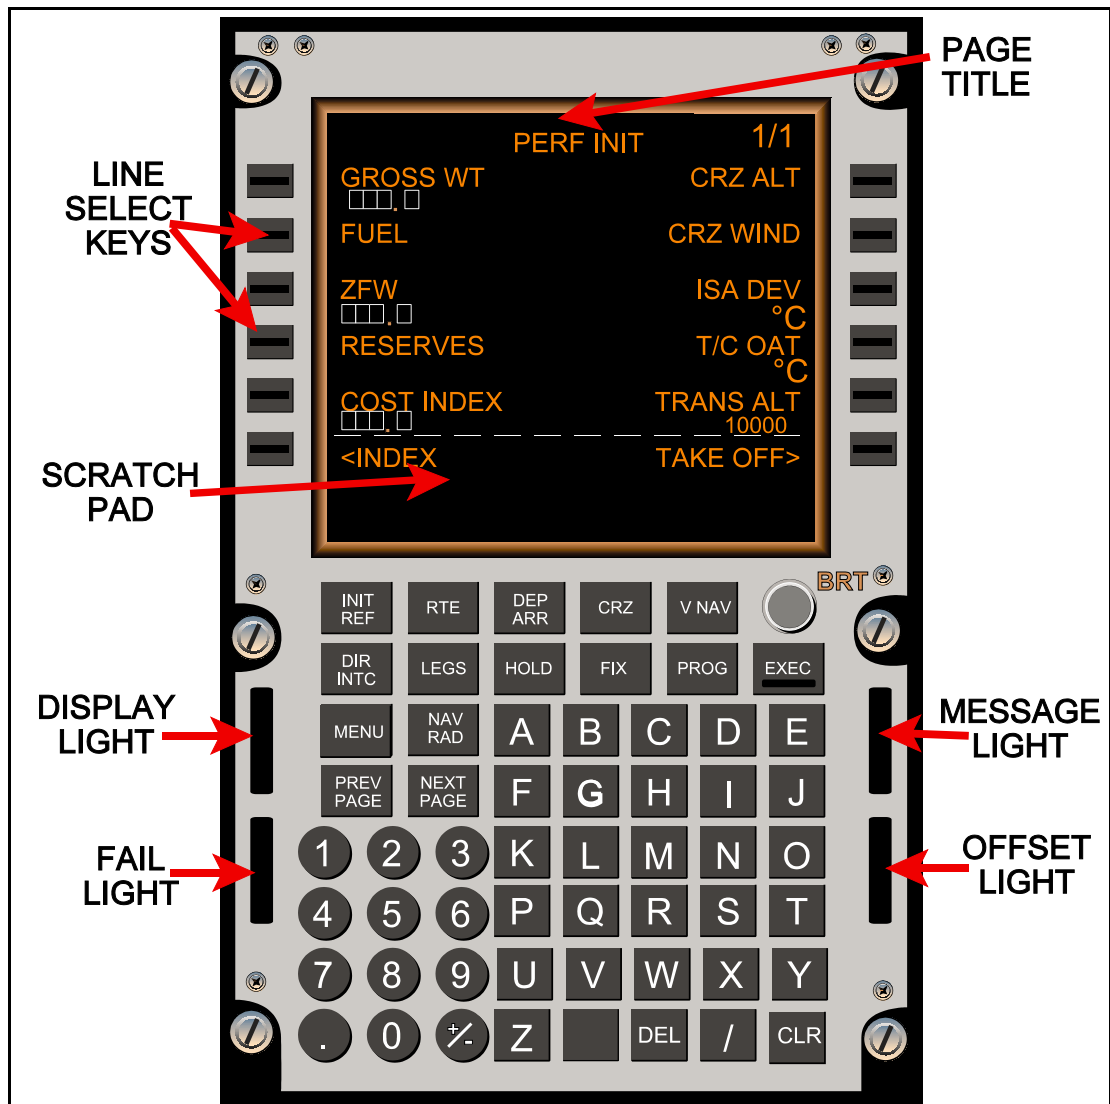 PAGE
TITLE
PERF INIT 1/1
LINE
SELECT
KEYS
GROSS WT CRZ ALT
□□□.□
FUEL CRZ WIND
ZFW ISA DEV
□□□.□ °C
RESERVES T/C OAT
°C
COST INDEX TRANS ALT
□□□.□ 10000
<INDEX TAKE OFF>
SCRATCH
PAD
BRT
INIT
REF
RTE
DEP
ARR
CRZ
V NAV
DIR
INTC
LEGS
HOLD
FIX
PROG
EXEC
DISPLAY
LIGHT
MESSAGE
LIGHT
MENU
NAV
RAD
A B C D E
PREV
PAGE
NEXT
PAGE
F G H I J
FAIL
LIGHT
OFFSET
LIGHT
1 2 3 K L M N O
4 5 6 P Q R S T
7 8 9 U V W X Y
. 0 +/- Z DEL / CLR